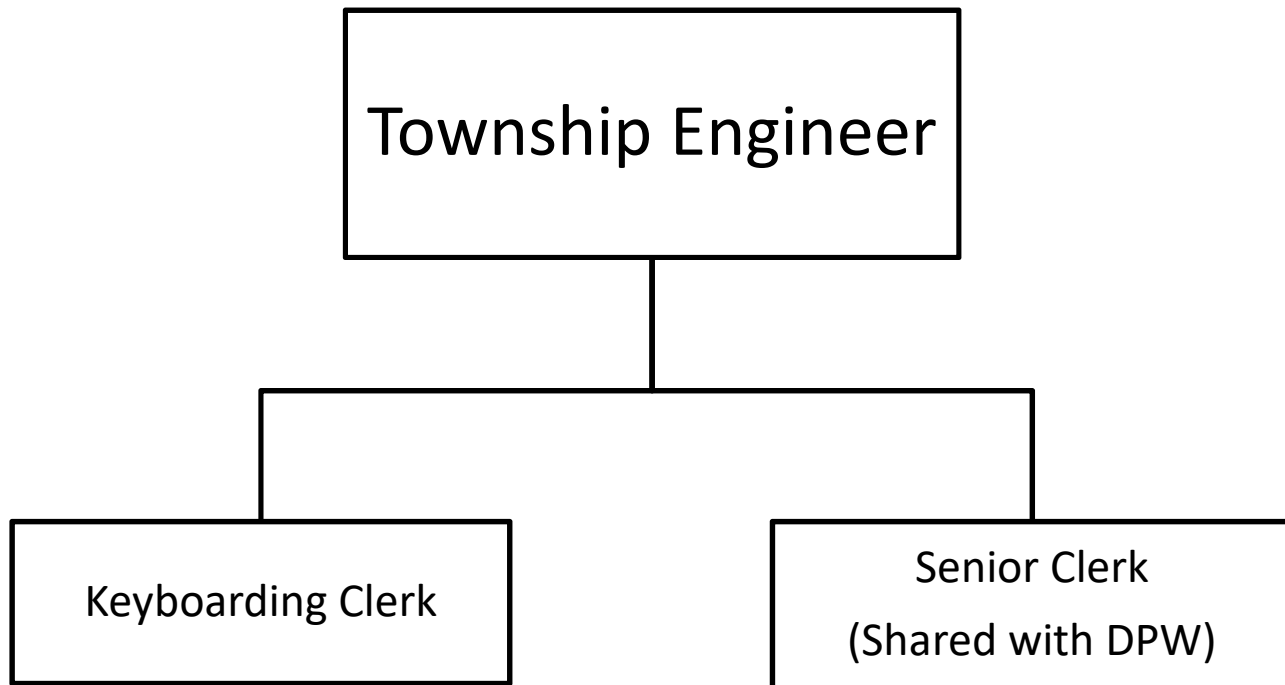 Township Engineer
Keyboarding Clerk
Senior Clerk
(Shared with DPW)